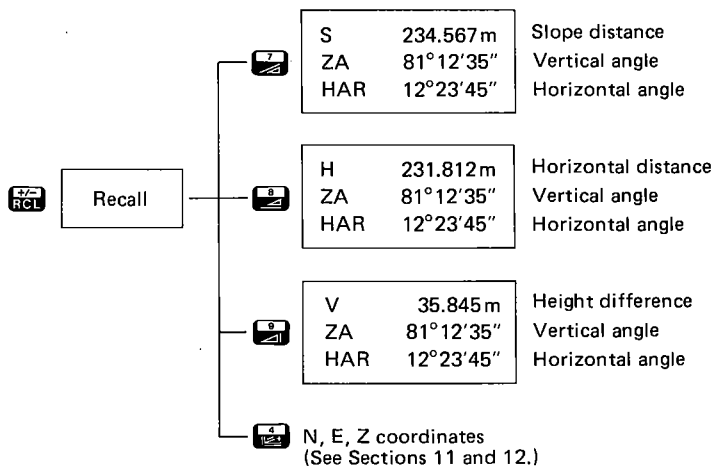 7
S 234.567m Slope distance
ZA 81°12'35" Vertical angle
HAR 12°23'45" Horizontal angle
+/-
RCL
Recall
8
H 231.812m Horizontal distance
ZA 81°12'35" Vertical angle
HAR 12°23'45" Horizontal angle
9
V 35.845m Height difference
ZA 81°12'35" Vertical angle
HAR 12°23'45" Horizontal angle
4
N, E, Z coordinates
(See Sections 11 and 12.)